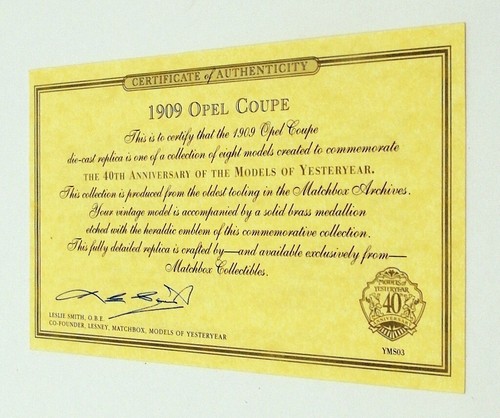 CERTIFICATE of AUTHENTICITY
1909 OPEL COUPE
This is to certify that the 1909 Opel Coupe
die-cast replica is one of a collection of eight models created to commemorate
THE 40TH ANNIVERSARY OF THE MODELS OF YESTERYEAR.
This collection is produced from the oldest tooling in the Matchbox Archives.
Your vintage model is accompanied by a solid brass medallion
etched with the heraldic emblem of this commemorative collection.
This fully detailed replica is crafted by—and available exclusively from—
Matchbox Collectibles.
LESLIE SMITH, O.B.E.
CO-FOUNDER, LESNEY, MATCHBOX, MODELS OF YESTERYEAR
MODELS OF
YESTERYEAR
40
ANNIVERSARY
YMS03